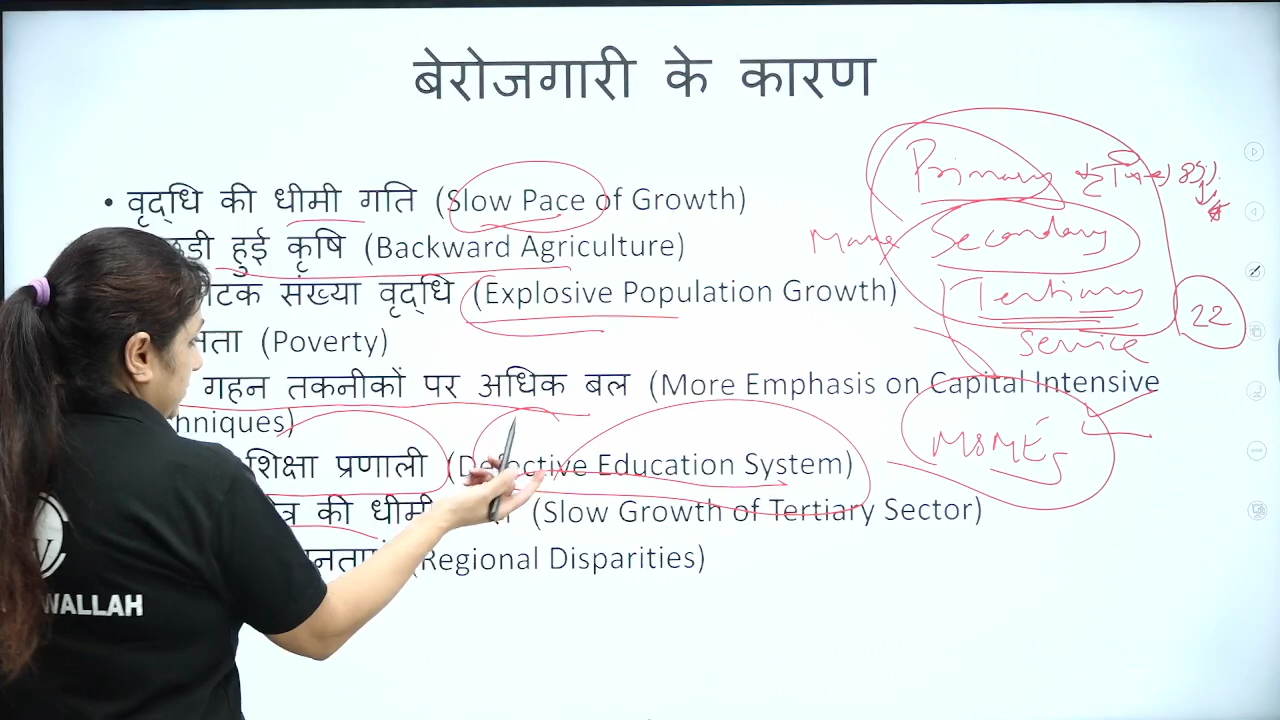 बेरोजगारी के कारण
• वृद्धि की धीमी गति (Slow Pace of Growth)
हुई कृषि (Backward Agriculture)
संख्या वृद्धि (Explosive Population Growth)
(Poverty)
गहन तकनीकों पर अधिक बल (More Emphasis on Capital Intensive
शिक्षा प्रणाली (Defective Education System)
की धीमी (Slow Growth of Tertiary Sector)
(Regional Disparities)
Primary
Secondary
Tertiary
22
Service
MSMEs
WALLAH